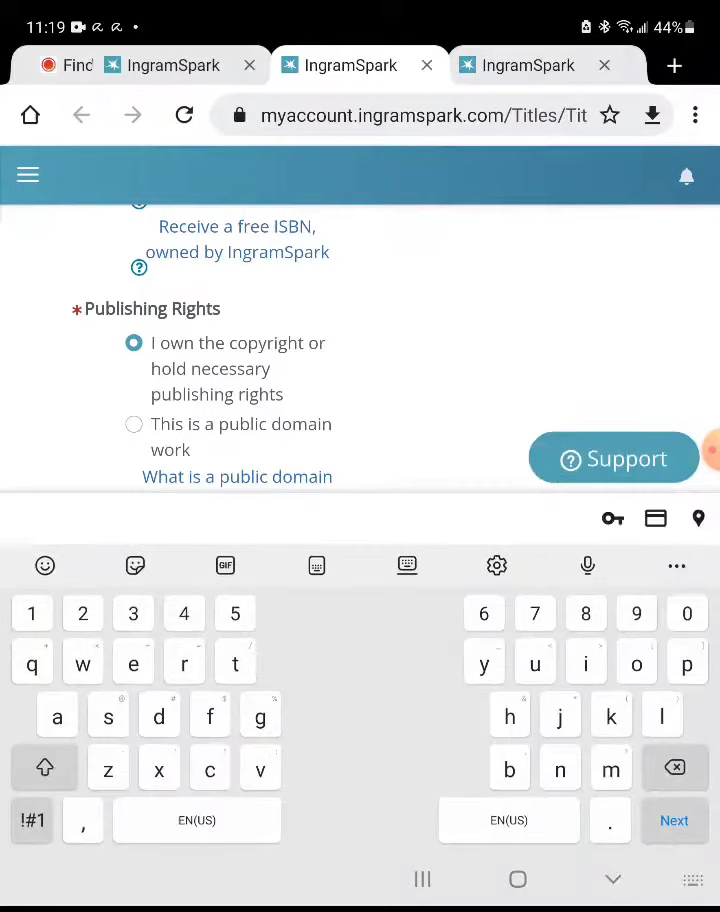 11:19
44%
Find
IngramSpark
IngramSpark
IngramSpark
myaccount.ingramspark.com/Titles/Tit
Receive a free ISBN,
owned by IngramSpark
* Publishing Rights
I own the copyright or
hold necessary
publishing rights
This is a public domain
work
What is a public domain
Support
GIF
1 2 3 4 5 6 7 8 9 0
q w e r t y u i o p
a s d f g h j k l
z x c v b n m
!#1 , EN(US) EN(US) . Next